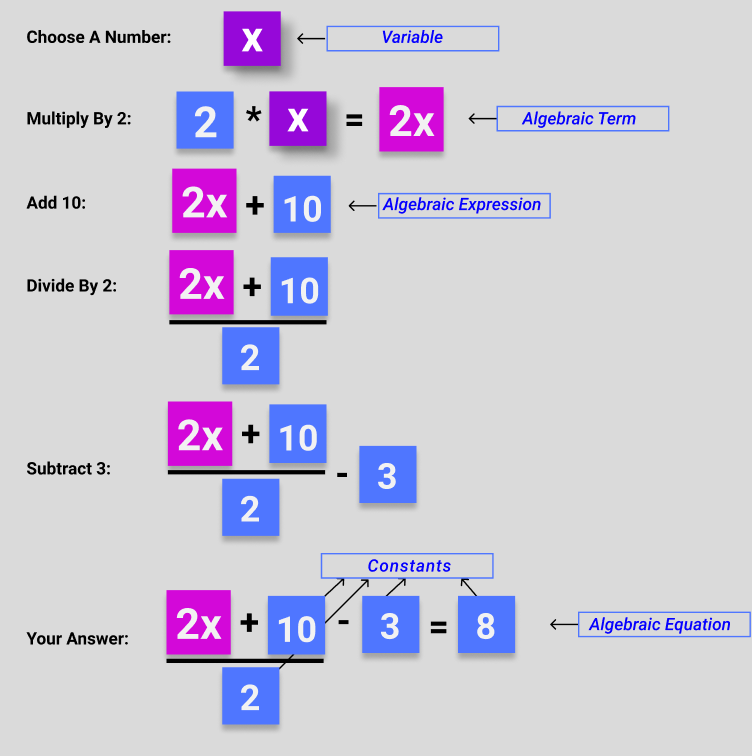 Choose A Number: x Variable
Multiply By 2: 2 * x = 2x Algebraic Term
Add 10: 2x + 10 Algebraic Expression
Divide By 2: 2x + 10
2
2x + 10
Subtract 3: - 3
2
Constants
2x + 10 - 3 = 8 Algebraic Equation
Your Answer:
2